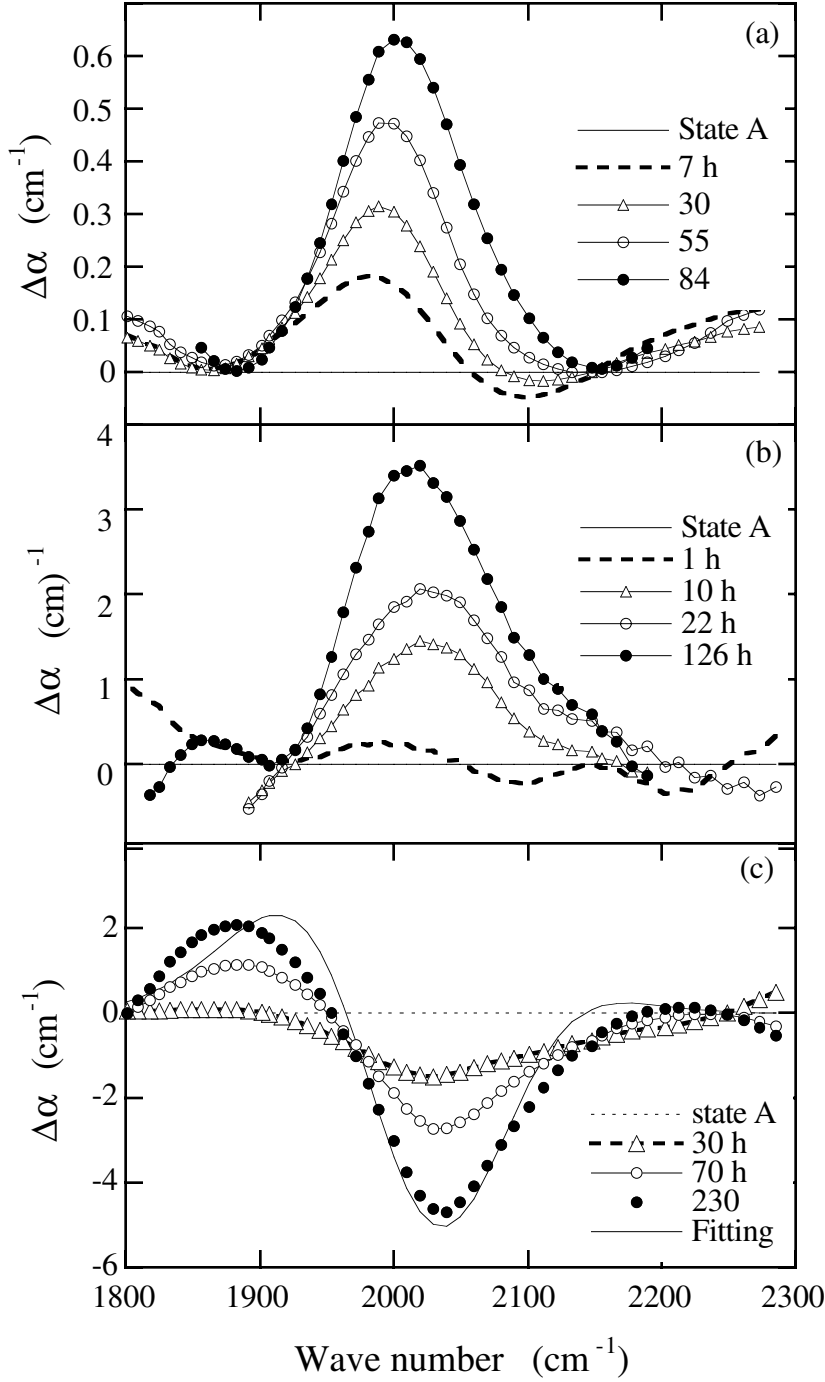 (a)
0.6
0.5
0.4
0.3
0.2
0.1
0
Δα (cm⁻¹)
State A
7 h
30
55
84
(b)
4
3
2
1
0
Δα (cm)⁻¹
State A
1 h
10 h
22 h
126 h
(c)
2
0
-2
-4
-6
Δα (cm⁻¹)
state A
30 h
70 h
230
Fitting
1800 1900 2000 2100 2200 2300
Wave number (cm⁻¹)